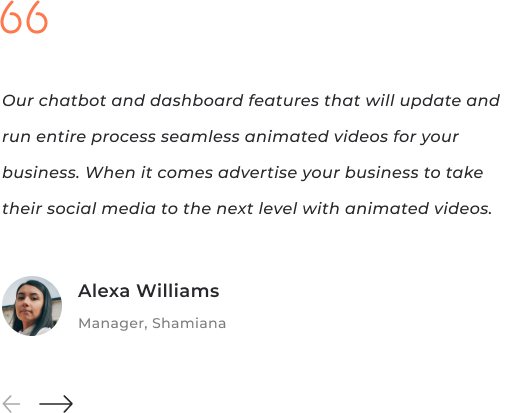 “
Our chatbot and dashboard features that will update and
run entire process seamless animated videos for your
business. When it comes advertise your business to take
their social media to the next level with animated videos.
Alexa Williams
Manager, Shamiana